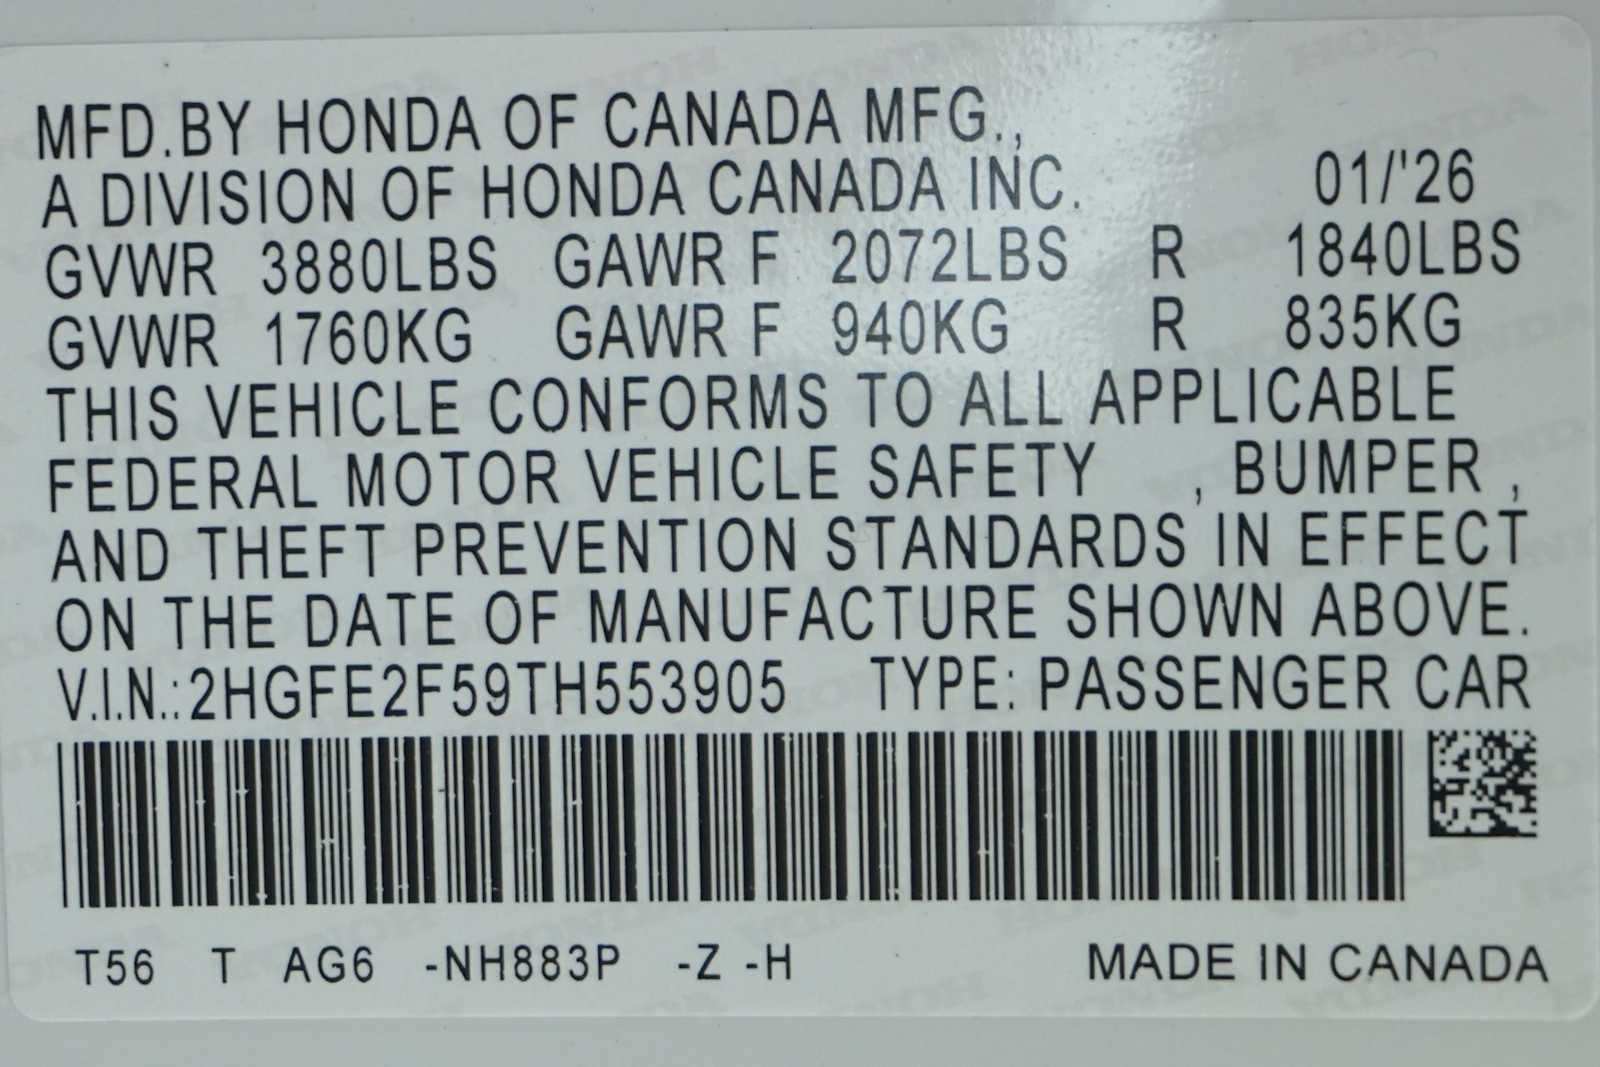 MFD.BY HONDA OF CANADA MFG.,
A DIVISION OF HONDA CANADA INC. 01/'26
GVWR 3880LBS GAWR F 2072LBS R 1840LBS
GVWR 1760KG GAWR F 940KG R 835KG
THIS VEHICLE CONFORMS TO ALL APPLICABLE
FEDERAL MOTOR VEHICLE SAFETY , BUMPER ,
AND THEFT PREVENTION STANDARDS IN EFFECT
ON THE DATE OF MANUFACTURE SHOWN ABOVE.
V.I.N.:2HGFE2F59TH553905 TYPE: PASSENGER CAR
T56 T AG6 -NH883P -Z -H MADE IN CANADA